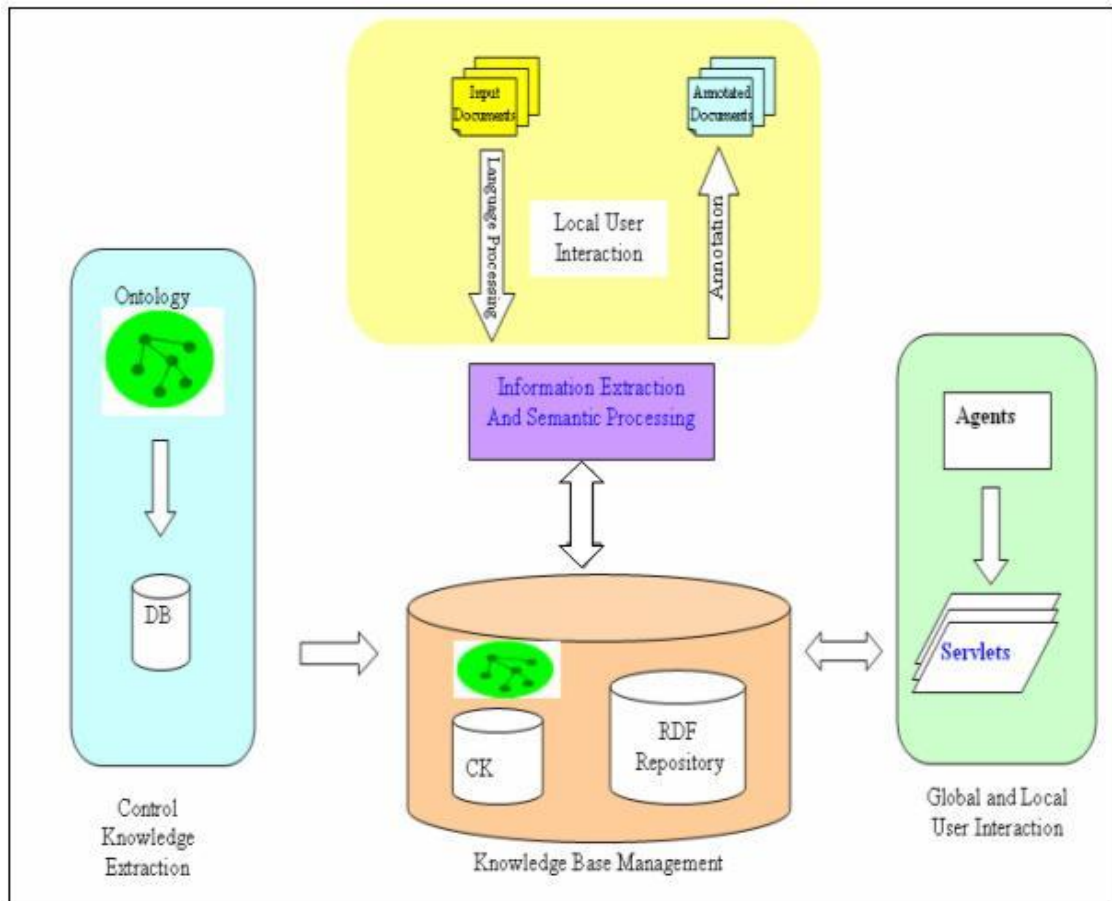 Input
Documents
Annotated
Documents
Language Processing
Local User
Interaction
Annotation
Ontology
Information Extraction
And Semantic Processing
Agents
DB
Servlets
CK
RDF
Repository
Control
Knowledge
Extraction
Knowledge Base Management
Global and Local
User Interaction